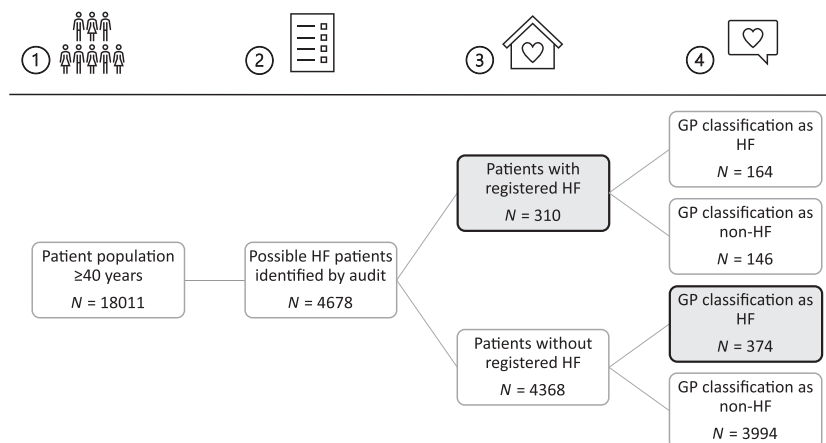 1
2
3
4
Patient population
≥40 years
N = 18011
Possible HF patients
identified by audit
N = 4678
Patients with
registered HF
N = 310
Patients without
registered HF
N = 4368
GP classification as
HF
N = 164
GP classification as
non-HF
N = 146
GP classification as
HF
N = 374
GP classification as
non-HF
N = 3994